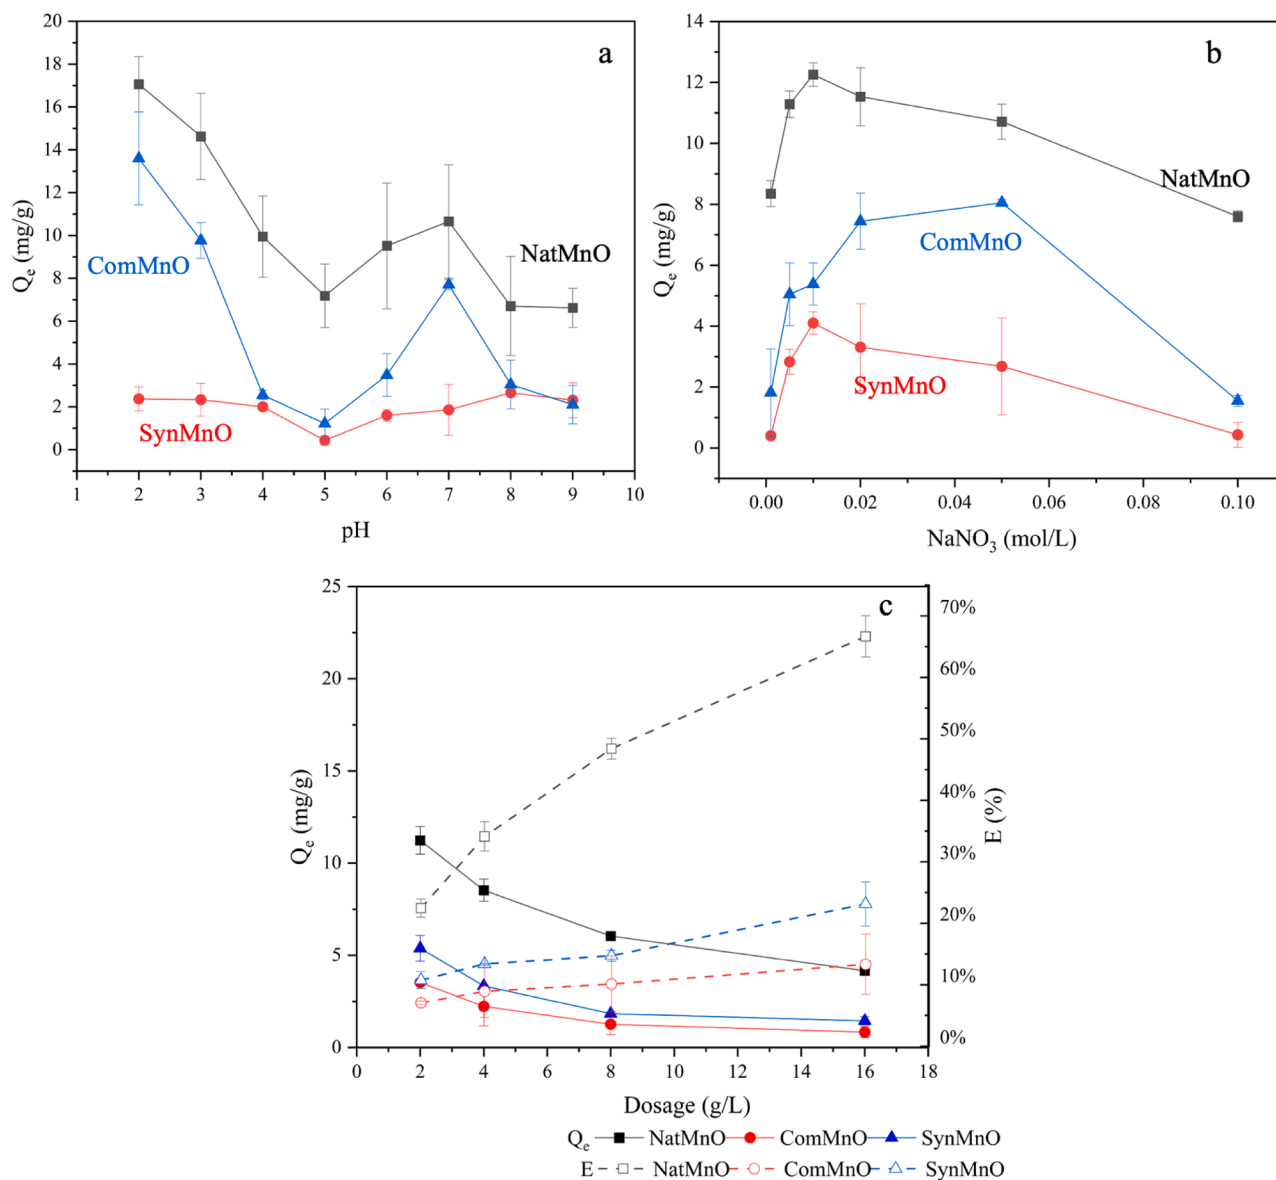 a
20
18
16
14
12
10
8
6
4
2
0
Qe (mg/g)
ComMnO
NatMnO
SynMnO
1 2 3 4 5 6 7 8 9 10
pH
b
14
12
10
8
6
4
2
0
Qe (mg/g)
NatMnO
ComMnO
SynMnO
0.00 0.02 0.04 0.06 0.08 0.10
NaNO3 (mol/L)
c
25
20
15
10
5
0
Qe (mg/g)
70%
60%
50%
40%
30%
20%
10%
0%
E (%)
0 2 4 6 8 10 12 14 16 18
Dosage (g/L)
Qe NatMnO ComMnO SynMnO
E NatMnO ComMnO SynMnO